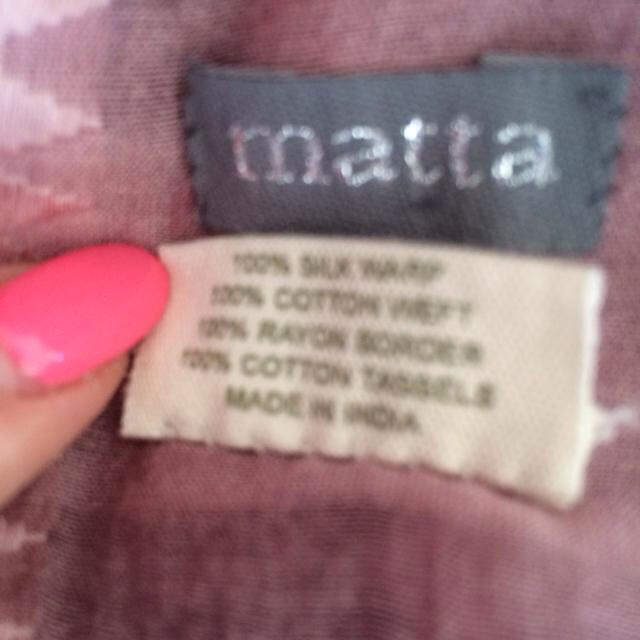 matta
100% SILK WARP
100% COTTON WEFT
100% RAYON BORDER
100% COTTON TASSELS
MADE IN INDIA